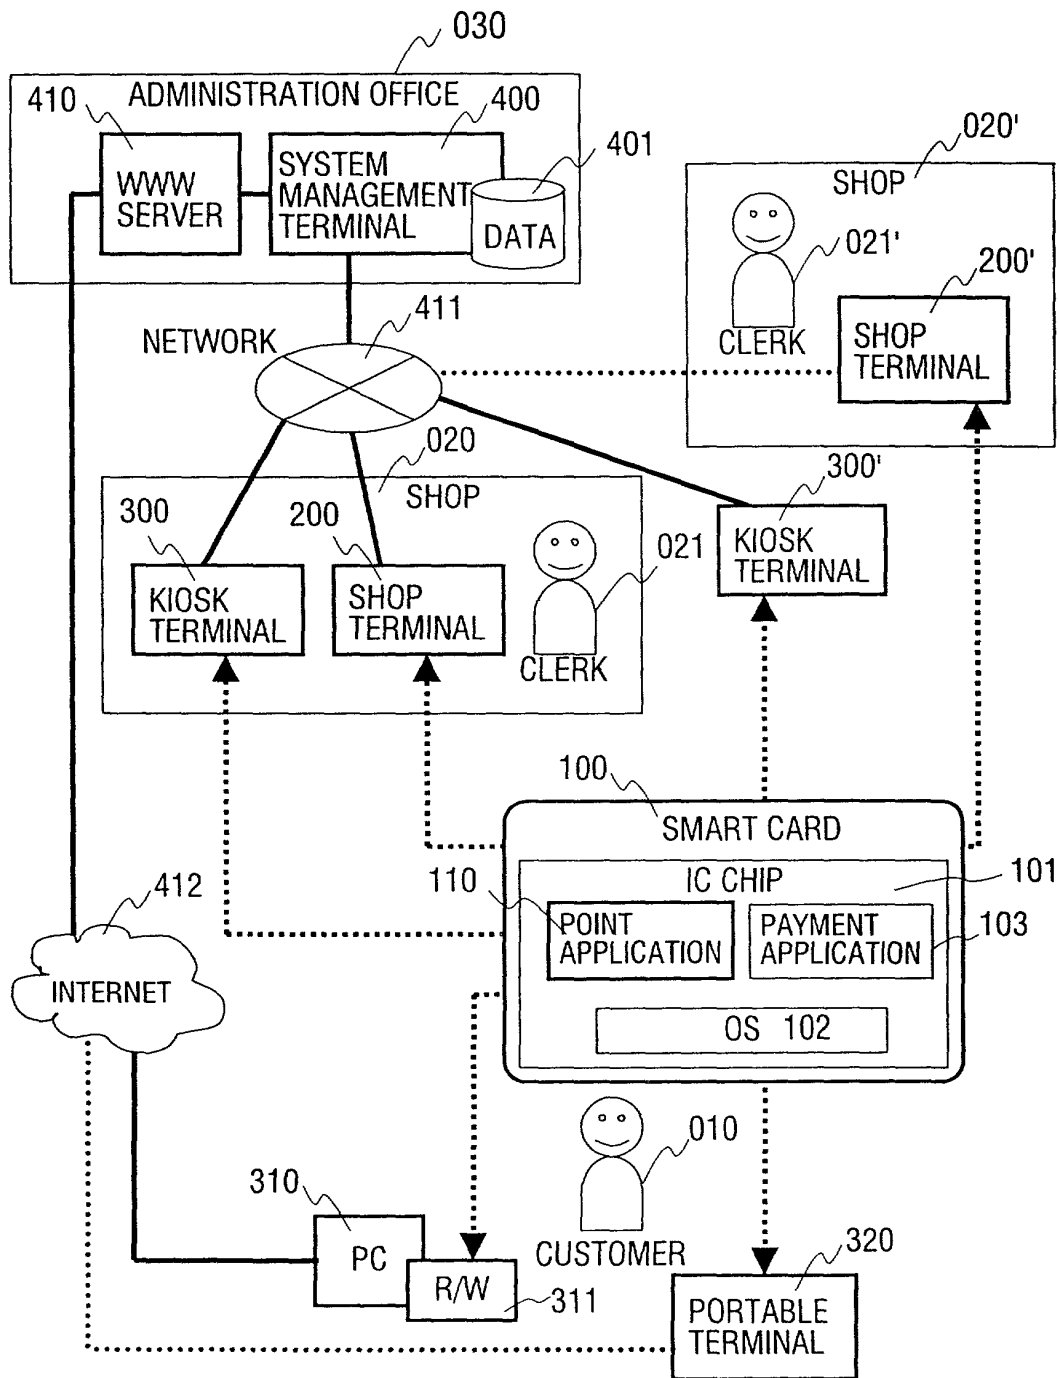 030
ADMINISTRATION OFFICE
410
400
401
WWW
SERVER
SYSTEM
MANAGEMENT
TERMINAL
DATA
020'
SHOP
021'
200'
CLERK
SHOP
TERMINAL
NETWORK
411
020
SHOP
300
200
021
KIOSK
TERMINAL
SHOP
TERMINAL
CLERK
300'
KIOSK
TERMINAL
100
SMART CARD
IC CHIP
101
110
POINT
APPLICATION
PAYMENT
APPLICATION
103
OS 102
412
INTERNET
010
CUSTOMER
310
PC
R/W
311
320
PORTABLE
TERMINAL